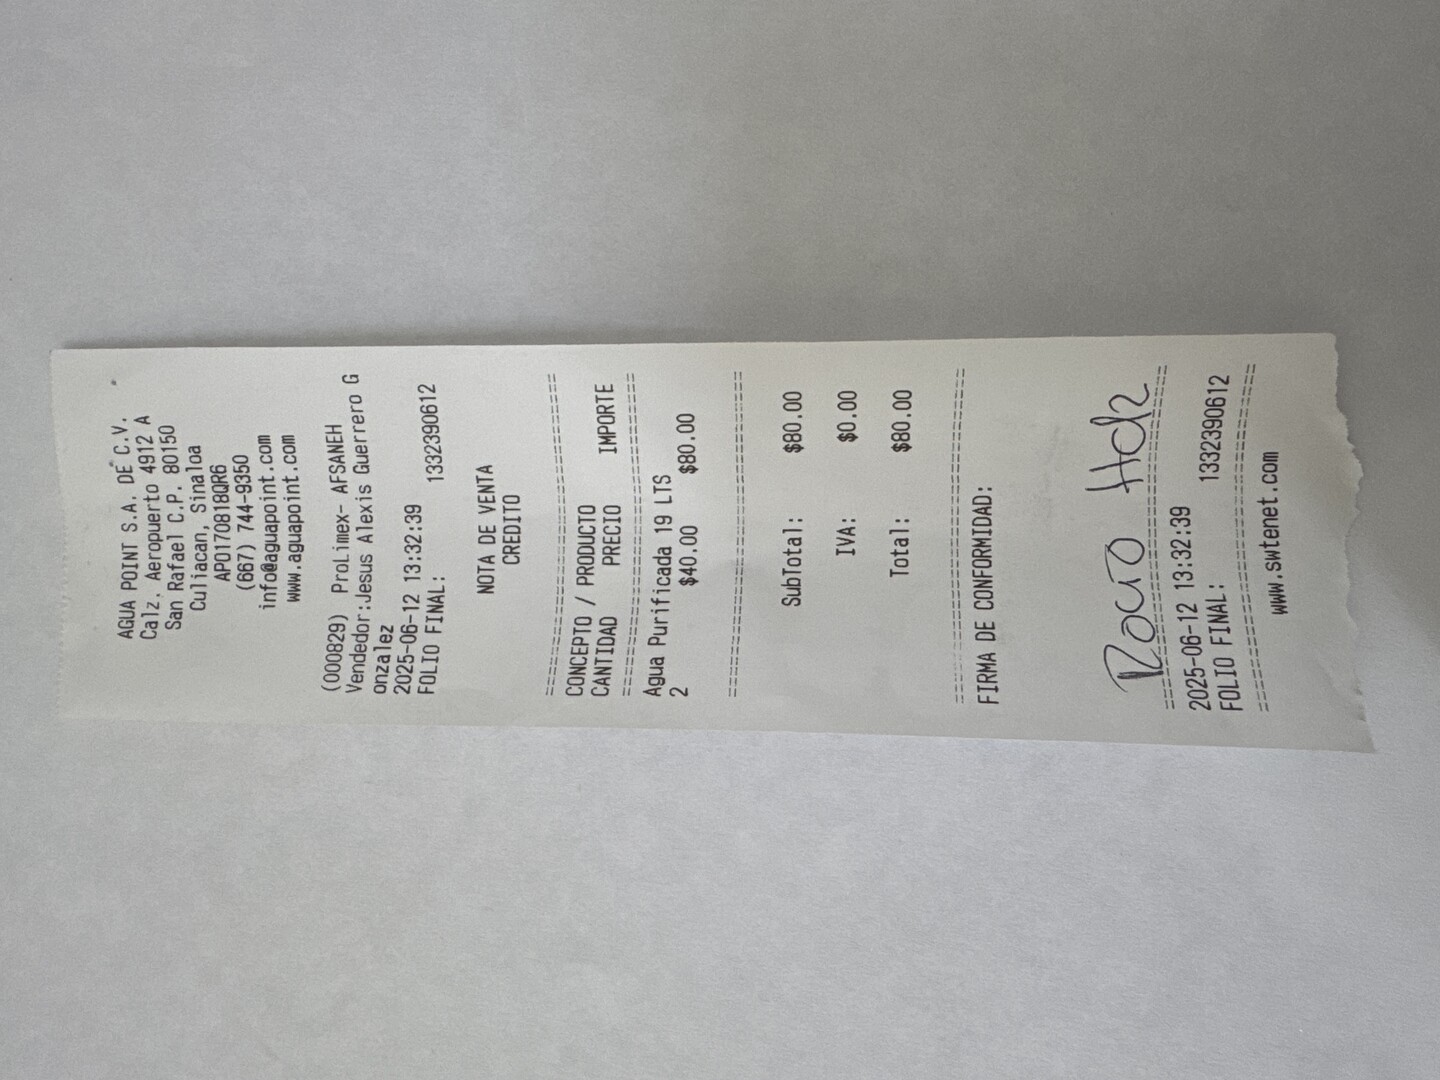 AGUA POINT S.A. DE C.V.
Calz. Aeropuerto 4912 A
San Rafael C.P. 80150
Culiacan, Sinaloa
APO170818QR6
(667) 744-9350
info@aguapoint.com
www.aguapoint.com
(000829) ProLimex- AFSANEH
Vendedor:Jesus Alexis Guerrero G
onzalez
2025-06-12 13:32:39
FOLIO FINAL: 1332390612
NOTA DE VENTA
CREDITO
================================
CONCEPTO / PRODUCTO
CANTIDAD PRECIO IMPORTE
================================
Agua Purificada 19 LTS
2 $40.00 $80.00
================================
SubTotal: $80.00
IVA: $0.00
Total: $80.00
================================
FIRMA DE CONFORMIDAD:
Rocio Hdz
================================
2025-06-12 13:32:39
FOLIO FINAL: 1332390612
================================
www.swtenet.com